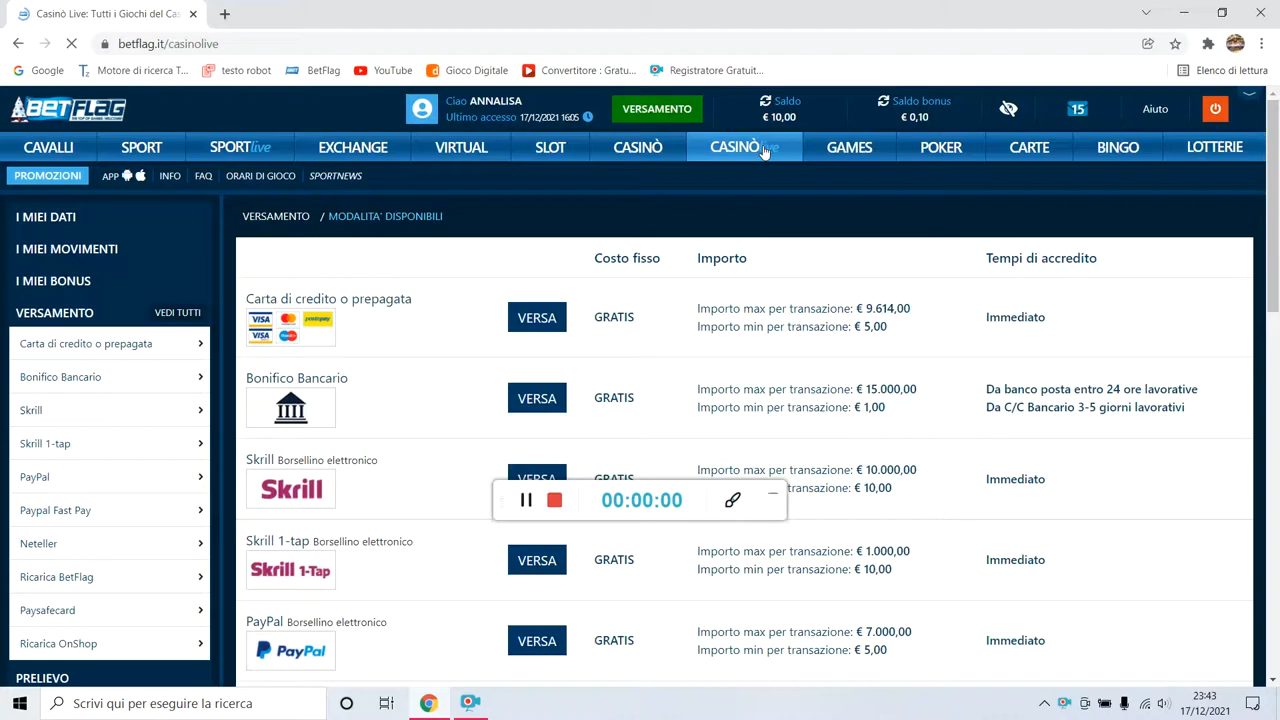 Casinò Live: Tutti i Giochi del Cas
betflag.it/casinolive
Google
Motore di ricerca T...
testo robot
BetFlag
YouTube
Gioco Digitale
Convertitore : Gratu...
Registratore Gratuit...
Elenco di lettura
BETFLAG
Ciao ANNALISA
Ultimo accesso 17/12/2021 16:05
VERSAMENTO
Saldo
€ 10,00
Saldo bonus
€ 0,10
15
Aiuto
CAVALLI
SPORT
SPORTlive
EXCHANGE
VIRTUAL
SLOT
CASINÒ
CASINÒlive
GAMES
POKER
CARTE
BINGO
LOTTERIE
PROMOZIONI
APP
INFO
FAQ
ORARI DI GIOCO
SPORTNEWS
I MIEI DATI
I MIEI MOVIMENTI
I MIEI BONUS
VERSAMENTO VEDI TUTTI
Carta di credito o prepagata
Bonifico Bancario
Skrill
Skrill 1-tap
PayPal
Paypal Fast Pay
Neteller
Ricarica BetFlag
Paysafecard
Ricarica OnShop
PRELIEVO
VERSAMENTO / MODALITA' DISPONIBILI
Costo fisso
Importo
Tempi di accredito
Carta di credito o prepagata
VISA
postepay
VISA
VERSA
GRATIS
Importo max per transazione: € 9.614,00
Importo min per transazione: € 5,00
Immediato
Bonifico Bancario
VERSA
GRATIS
Importo max per transazione: € 15.000,00
Importo min per transazione: € 1,00
Da banco posta entro 24 ore lavorative
Da C/C Bancario 3-5 giorni lavorativi
Skrill Borsellino elettronico
Skrill
VERSA
GRATIS
Importo max per transazione: € 10.000,00
per transazione: € 10,00
Immediato
00:00:00
Skrill 1-tap Borsellino elettronico
Skrill 1-Tap
VERSA
GRATIS
Importo max per transazione: € 1.000,00
Importo min per transazione: € 10,00
Immediato
PayPal Borsellino elettronico
PayPal
VERSA
GRATIS
Importo max per transazione: € 7.000,00
Importo min per transazione: € 5,00
Immediato
Scrivi qui per eseguire la ricerca
23:43
17/12/2021